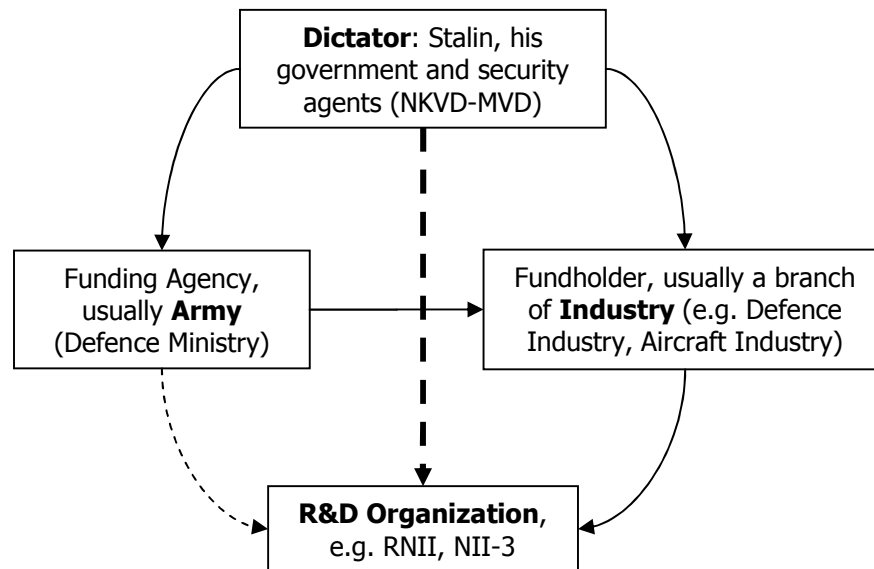 Dictator: Stalin, his
government and security
agents (NKVD-MVD)
Funding Agency,
usually Army
(Defence Ministry)
Fundholder, usually a branch
of Industry (e.g. Defence
Industry, Aircraft Industry)
R&D Organization,
e.g. RNII, NII-3